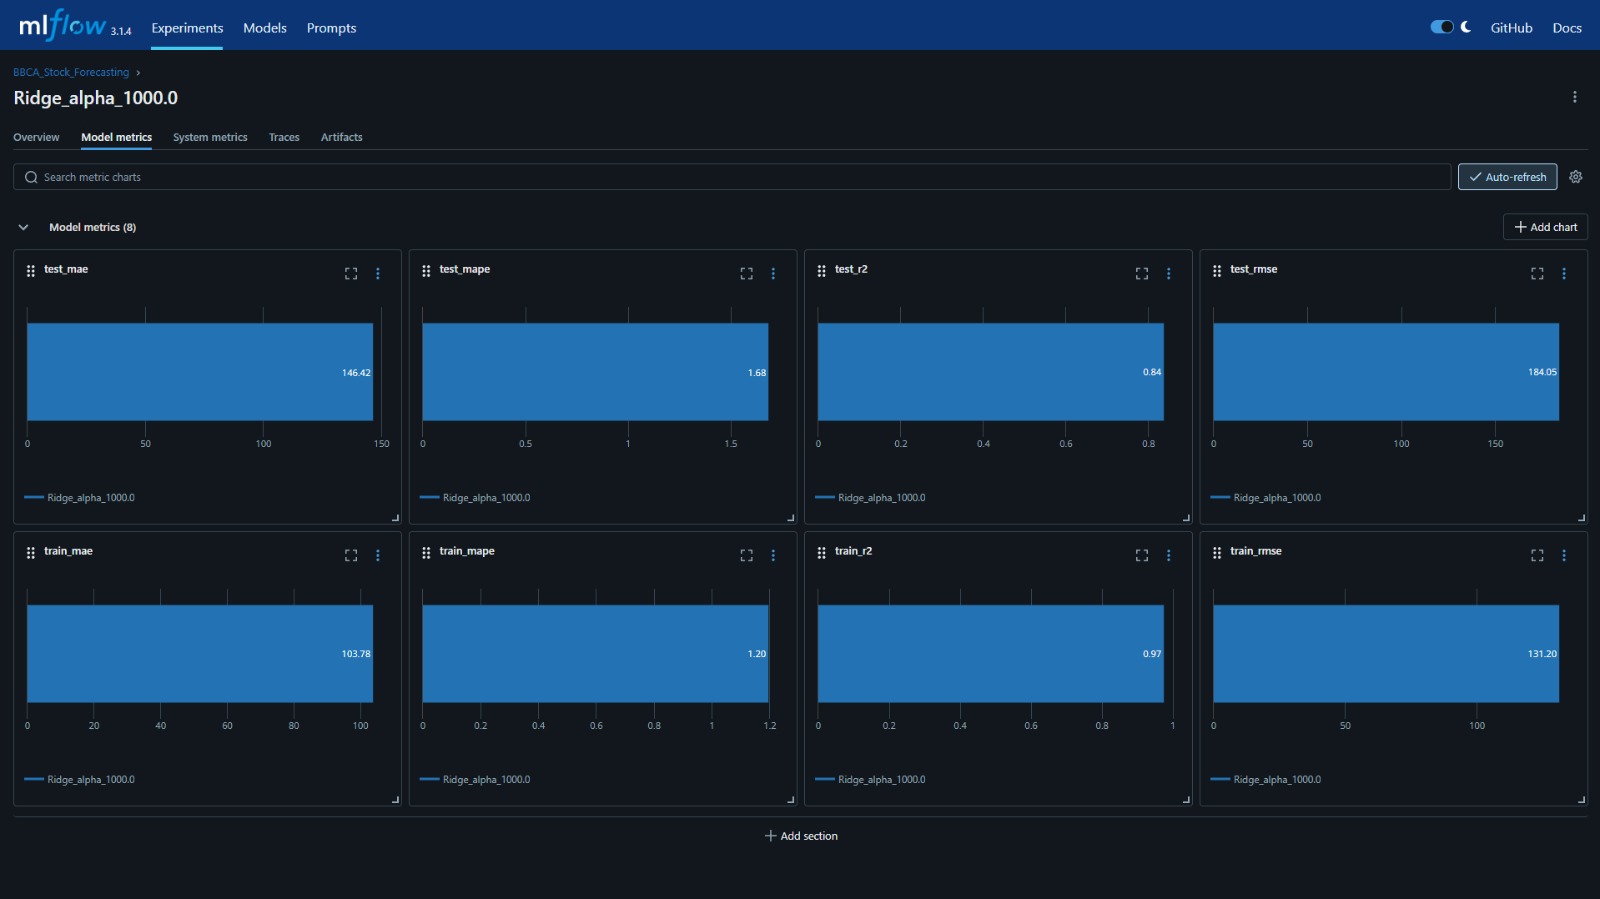 mlflow 3.1.4 Experiments Models Prompts GitHub Docs
BBCA_Stock_Forecasting ›
Ridge_alpha_1000.0
Overview Model metrics System metrics Traces Artifacts
Search metric charts Auto-refresh
Model metrics (8) Add chart
test_mae
146.42
0 50 100 150
Ridge_alpha_1000.0
test_mape
1.68
0 0.5 1 1.5
Ridge_alpha_1000.0
test_r2
0.84
0 0.2 0.4 0.6 0.8
Ridge_alpha_1000.0
test_rmse
184.05
0 50 100 150
Ridge_alpha_1000.0
train_mae
103.78
0 20 40 60 80 100
Ridge_alpha_1000.0
train_mape
1.20
0 0.2 0.4 0.6 0.8 1 1.2
Ridge_alpha_1000.0
train_r2
0.97
0 0.2 0.4 0.6 0.8 1
Ridge_alpha_1000.0
train_rmse
131.20
0 50 100
Ridge_alpha_1000.0
Add section